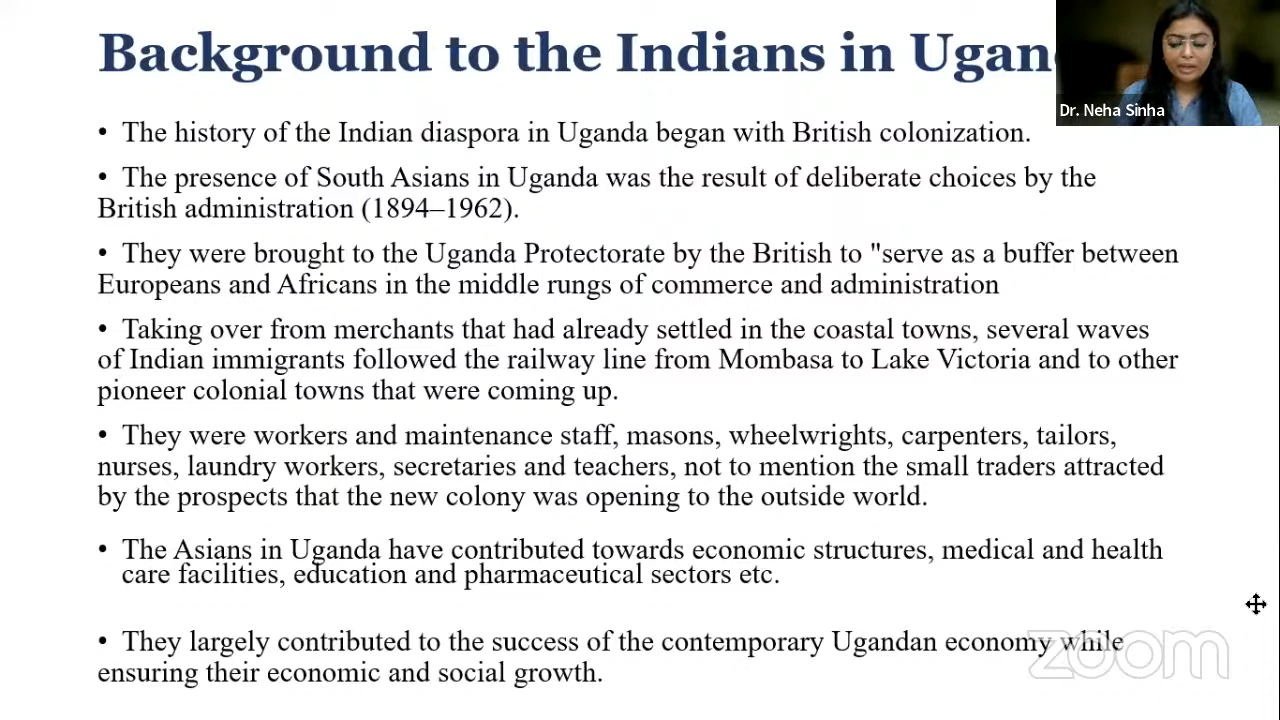 Background to the Indians in Ugan
Dr. Neha Sinha
• The history of the Indian diaspora in Uganda began with British colonization.
• The presence of South Asians in Uganda was the result of deliberate choices by the
British administration (1894–1962).
• They were brought to the Uganda Protectorate by the British to "serve as a buffer between
Europeans and Africans in the middle rungs of commerce and administration
• Taking over from merchants that had already settled in the coastal towns, several waves
of Indian immigrants followed the railway line from Mombasa to Lake Victoria and to other
pioneer colonial towns that were coming up.
• They were workers and maintenance staff, masons, wheelwrights, carpenters, tailors,
nurses, laundry workers, secretaries and teachers, not to mention the small traders attracted
by the prospects that the new colony was opening to the outside world.
• The Asians in Uganda have contributed towards economic structures, medical and health
care facilities, education and pharmaceutical sectors etc.
• They largely contributed to the success of the contemporary Ugandan economy while
ensuring their economic and social growth.
zoom